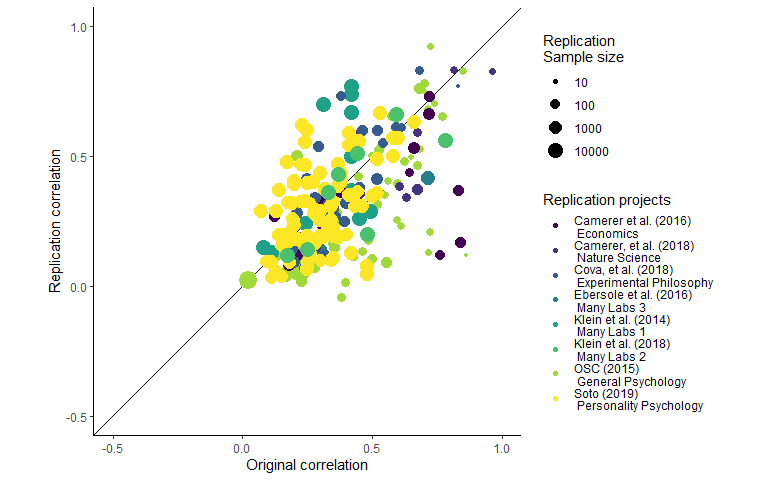 Replication correlation
1.0
0.5
0.0
-0.5
-0.5
0.0
0.5
1.0
Original correlation
Replication
Sample size
10
100
1000
10000
Replication projects
Camerer et al. (2016)
Economics
Camerer, et al. (2018)
Nature Science
Cova, et al. (2018)
Experimental Philosophy
Ebersole et al. (2016)
Many Labs 3
Klein et al. (2014)
Many Labs 1
Klein et al. (2018)
Many Labs 2
OSC (2015)
General Psychology
Soto (2019)
Personality Psychology